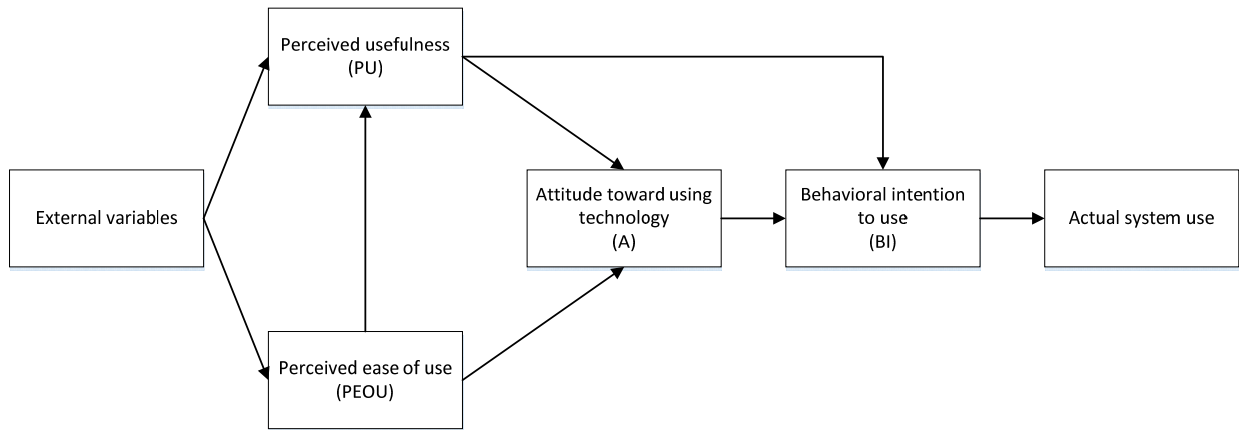 Perceived usefulness
(PU)
External variables
Attitude toward using
technology
(A)
Behavioral intention
to use
(BI)
Actual system use
Perceived ease of use
(PEOU)